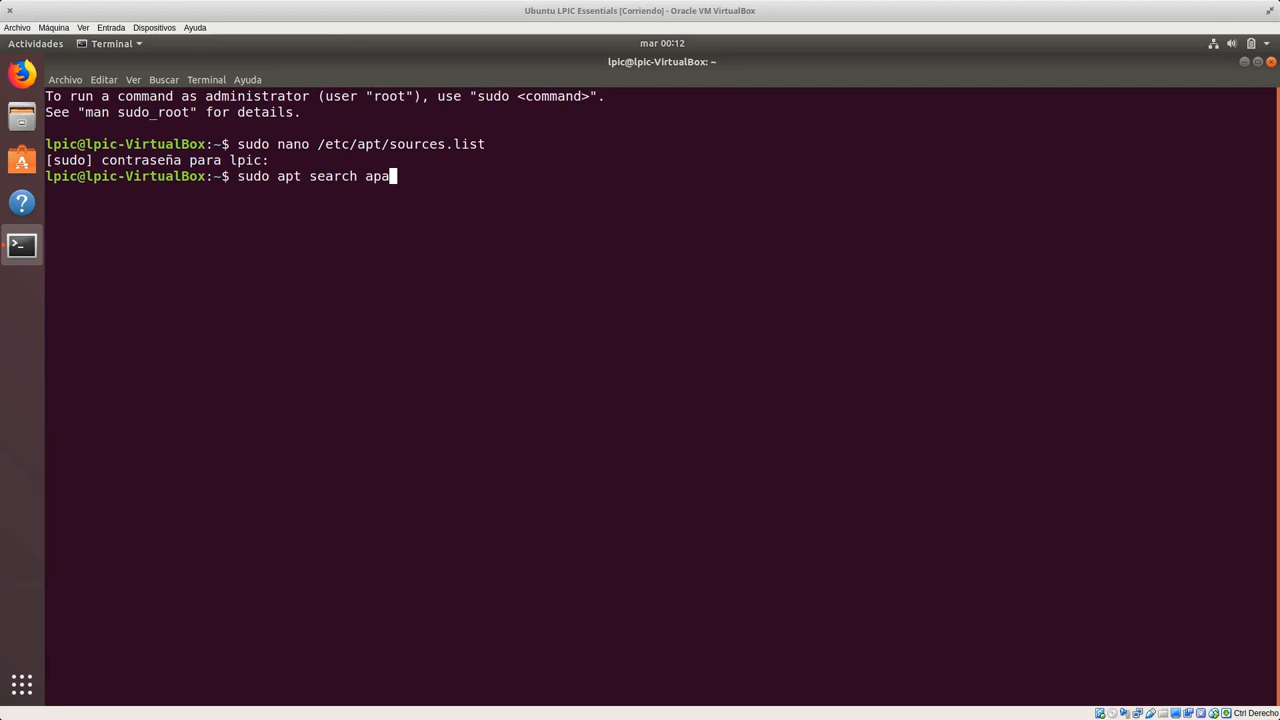 Ubuntu LPIC Essentials [Corriendo] - Oracle VM VirtualBox
Archivo Máquina Ver Entrada Dispositivos Ayuda
Actividades Terminal mar 00:12
lpic@lpic-VirtualBox: ~
Archivo Editar Ver Buscar Terminal Ayuda
To run a command as administrator (user "root"), use "sudo <command>".
See "man sudo_root" for details.
lpic@lpic-VirtualBox:~$ sudo nano /etc/apt/sources.list
[sudo] contraseña para lpic:
lpic@lpic-VirtualBox:~$ sudo apt search apa
Ctrl Derecho